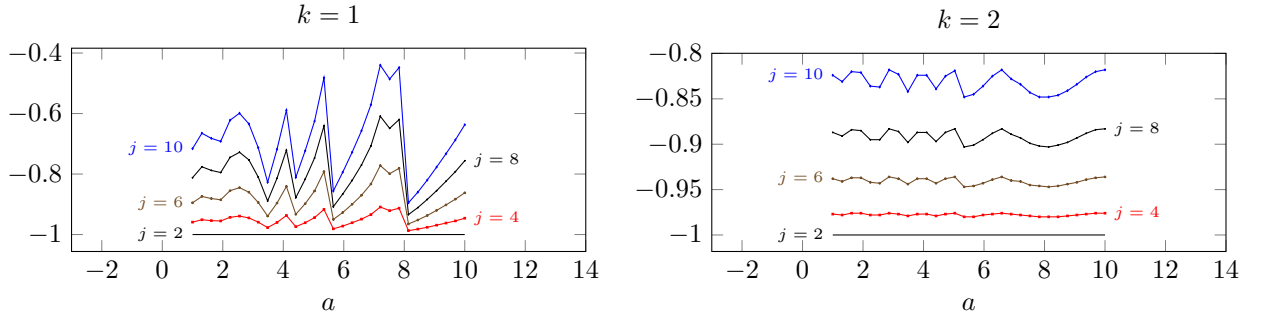 k = 1
−0.4
−0.6
−0.8
−1
j = 10
j = 8
j = 6
j = 4
j = 2
−2 0 2 4 6 8 10 12 14
a
k = 2
−0.8
−0.85
−0.9
−0.95
−1
j = 10
j = 8
j = 6
j = 4
j = 2
−2 0 2 4 6 8 10 12 14
a